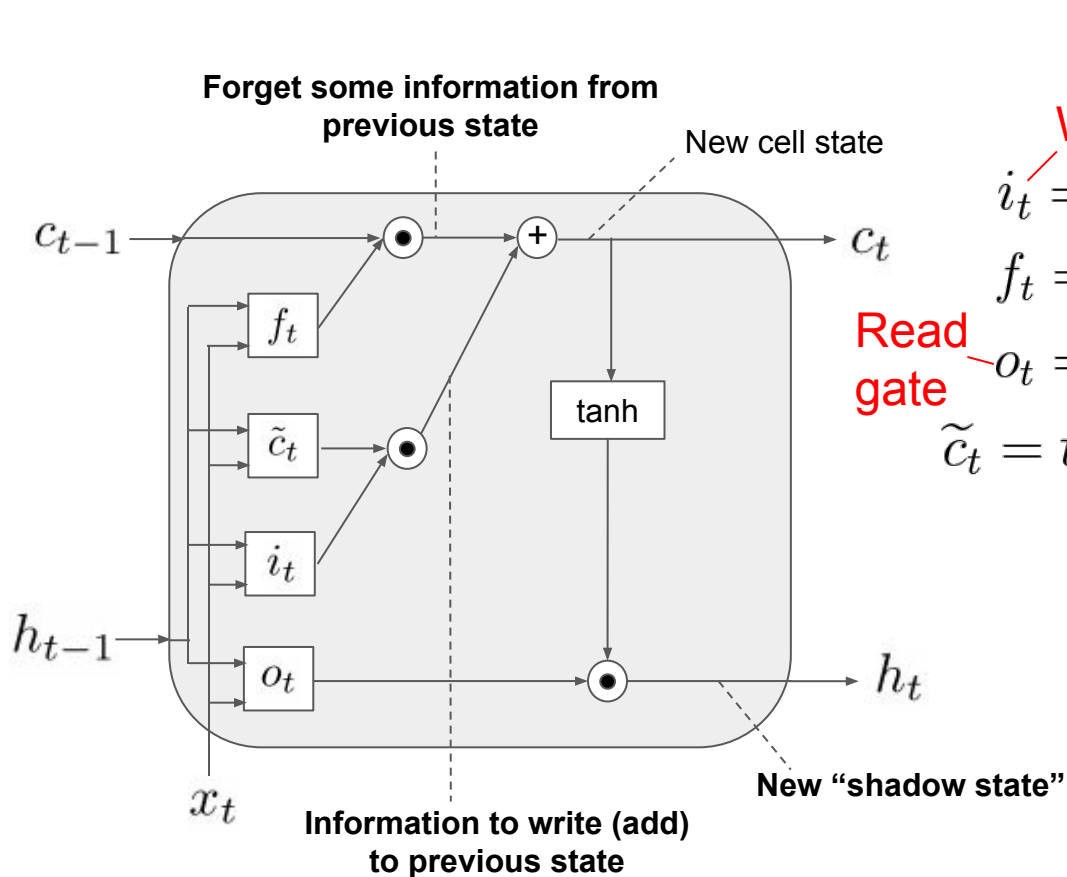 Forget some information from
previous state
New cell state
c_{t-1}
c_t
+
i_t =
f_t
f_t =
Read
gate
o_t =
tanh
c̃_t
c̃_t =
i_t
h_{t-1}
o_t
h_t
x_t
New “shadow state”
Information to write (add)
to previous state